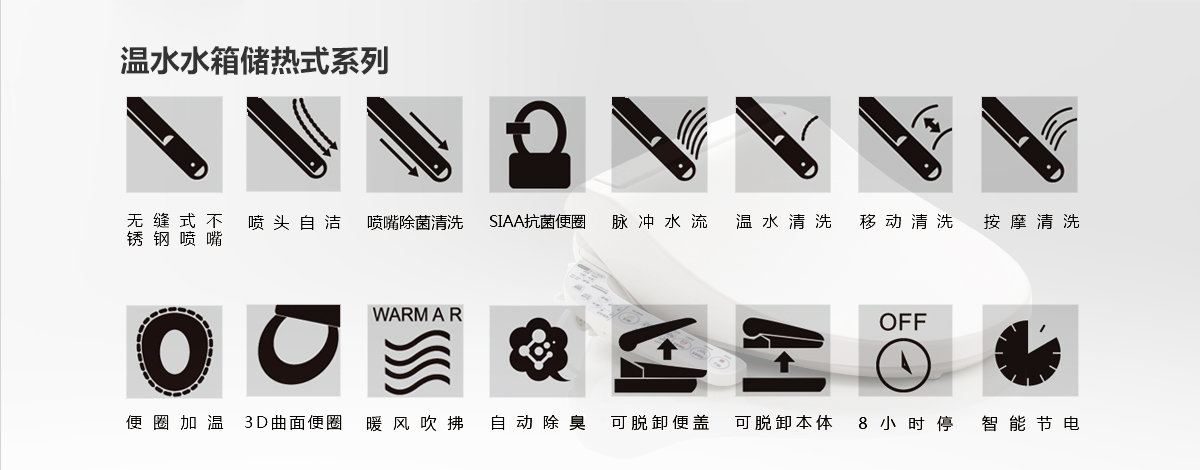 温水水箱储热式系列
无缝式不
锈钢喷嘴
喷头自洁
喷嘴除菌清洗
SIAA抗菌便圈
脉冲水流
温水清洗
移动清洗
按摩清洗
WARM A R
OFF
便圈加温
3D曲面便圈
暖风吹拂
自动除臭
可脱卸便盖
可脱卸本体
8小时停
智能节电